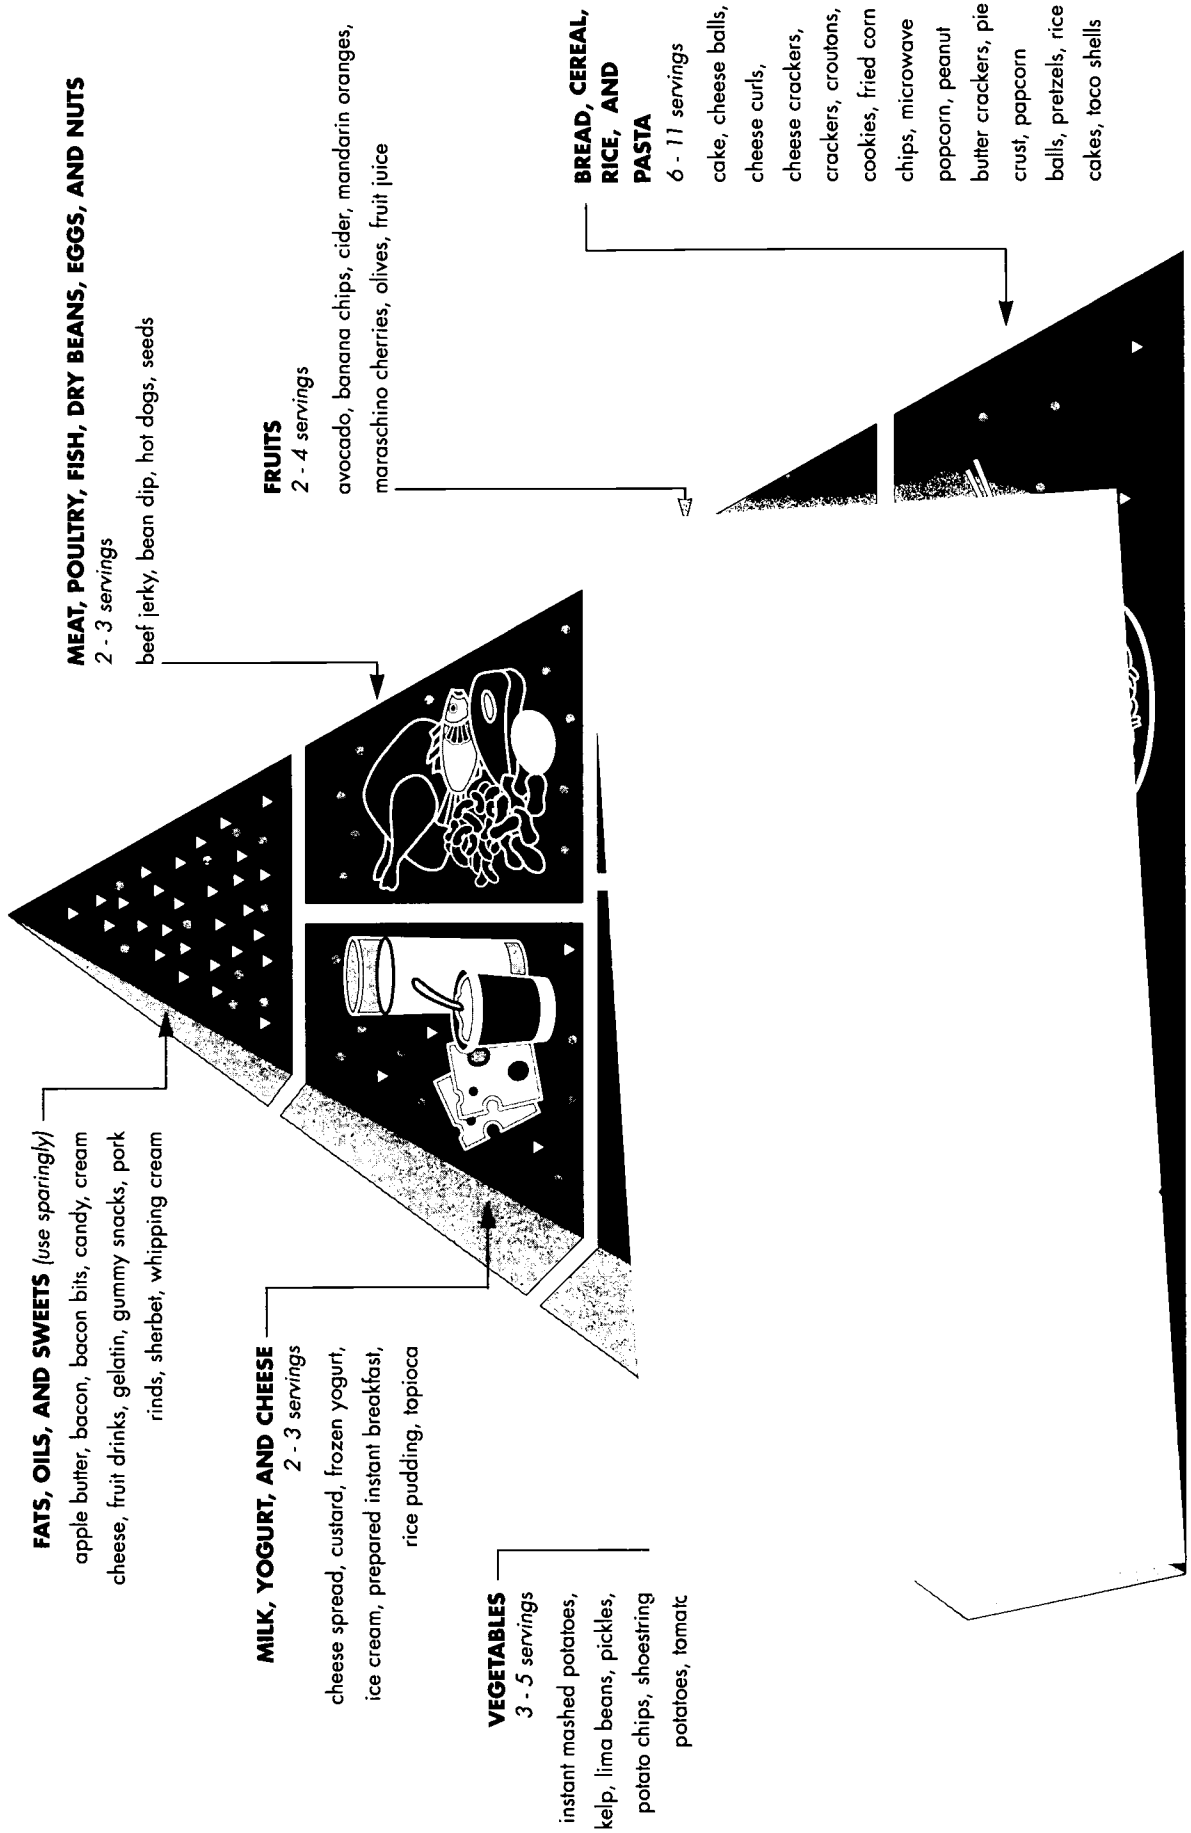 FATS, OILS, AND SWEETS (use sparingly)
apple butter, bacon, bacon bits, candy, cream
cheese, fruit drinks, gelatin, gummy snacks, pork
rinds, sherbet, whipping cream
MEAT, POULTRY, FISH, DRY BEANS, EGGS, AND NUTS
2 - 3 servings
beef jerky, bean dip, hot dogs, seeds
MILK, YOGURT, AND CHEESE
2 - 3 servings
cheese spread, custard, frozen yogurt,
ice cream, prepared instant breakfast,
rice pudding, tapioca
FRUITS
2 - 4 servings
avocado, banana chips, cider, mandarin oranges,
maraschino cherries, olives, fruit juice
VEGETABLES
3 - 5 servings
instant mashed potatoes,
kelp, lima beans, pickles,
potato chips, shoestring
potatoes,
BREAD, CEREAL,
RICE, AND
PASTA
6 - 11 servings
cake, cheese balls,
cheese curls,
cheese crackers,
crackers, croutons,
cookies, fried corn
chips, microwave
popcorn, peanut
butter crackers, pie
crust, papcorn
balls, pretzels, rice
cakes, taco shells